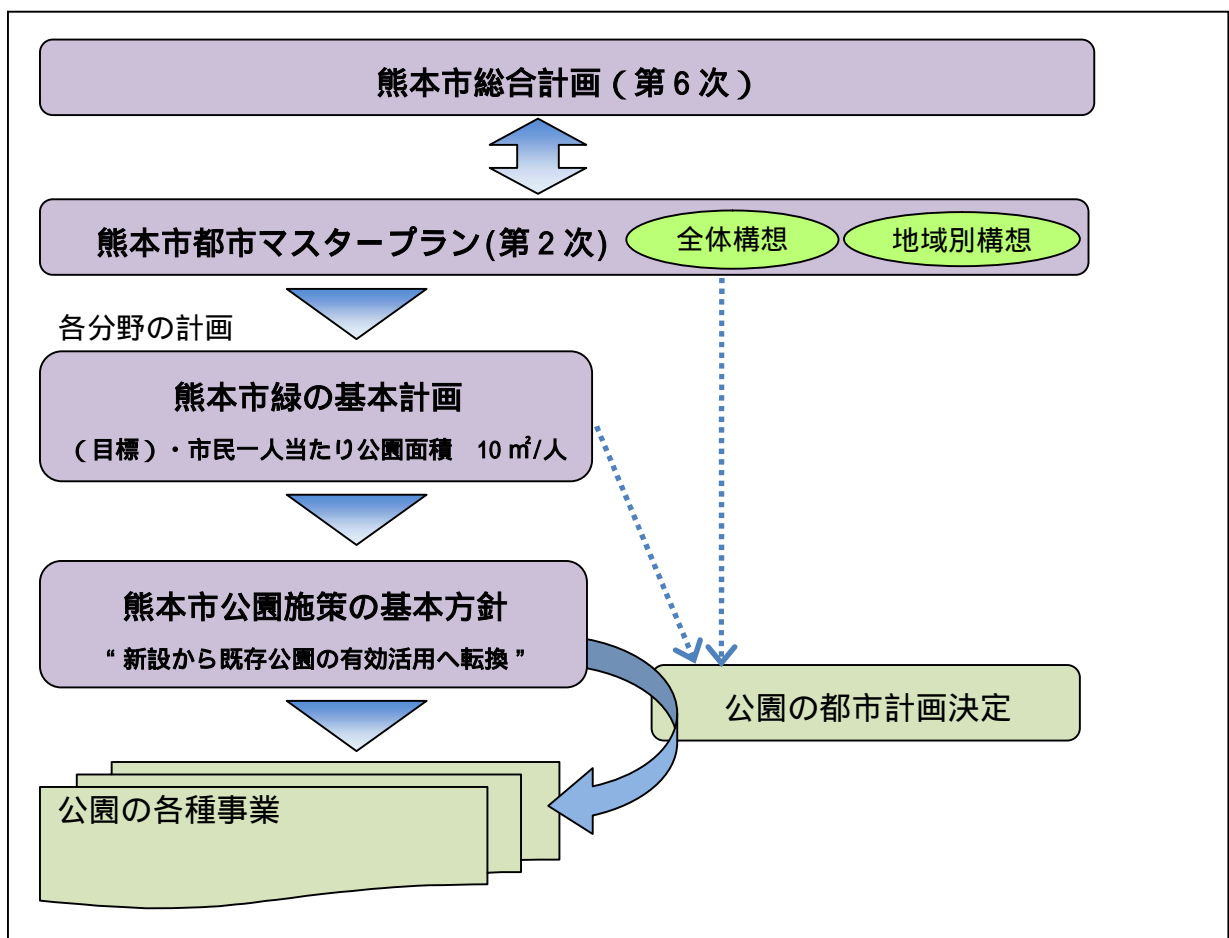 熊本市総合計画（第６次）
熊本市都市マスタープラン(第２次)
全体構想
地域別構想
各分野の計画
熊本市緑の基本計画
（目標）・市民一人当たり公園面積　10 ㎡/人
熊本市公園施策の基本方針
“新設から既存公園の有効活用へ転換”
公園の都市計画決定
公園の各種事業